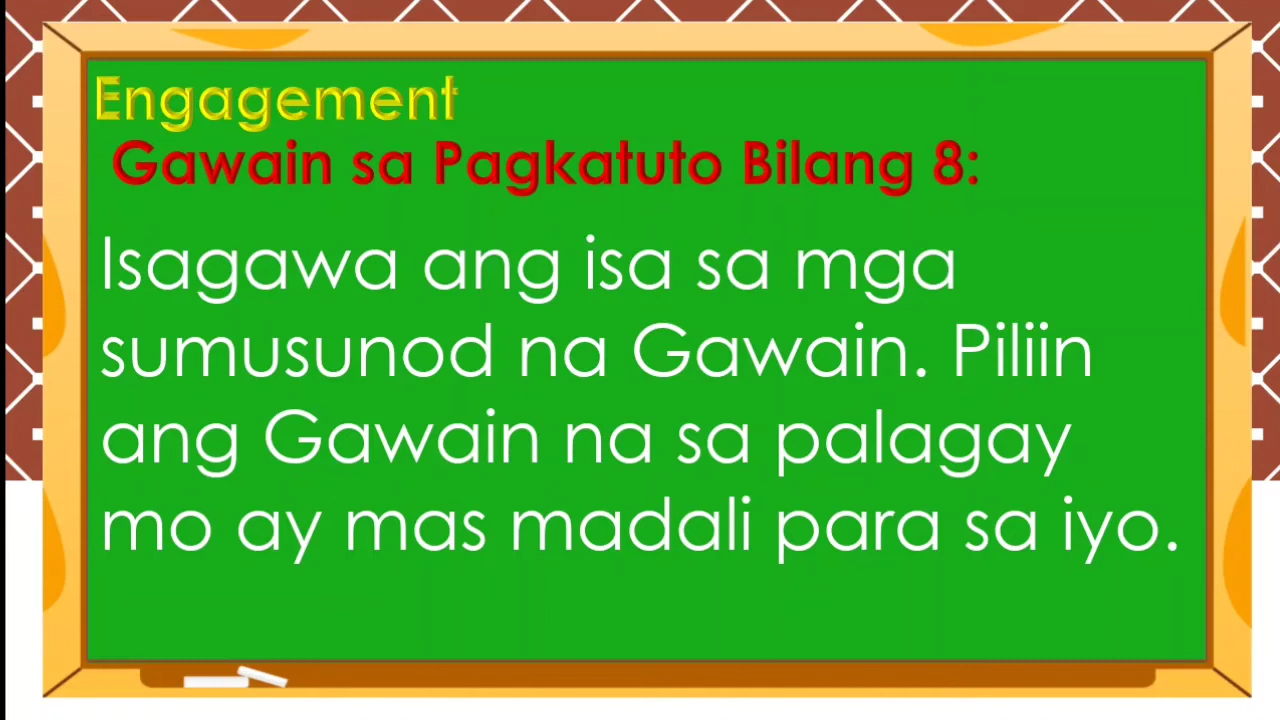 Engagement
Gawain sa Pagkatuto Bilang 8:
Isagawa ang isa sa mga
sumusunod na Gawain. Piliin
ang Gawain na sa palagay
mo ay mas madali para sa iyo.